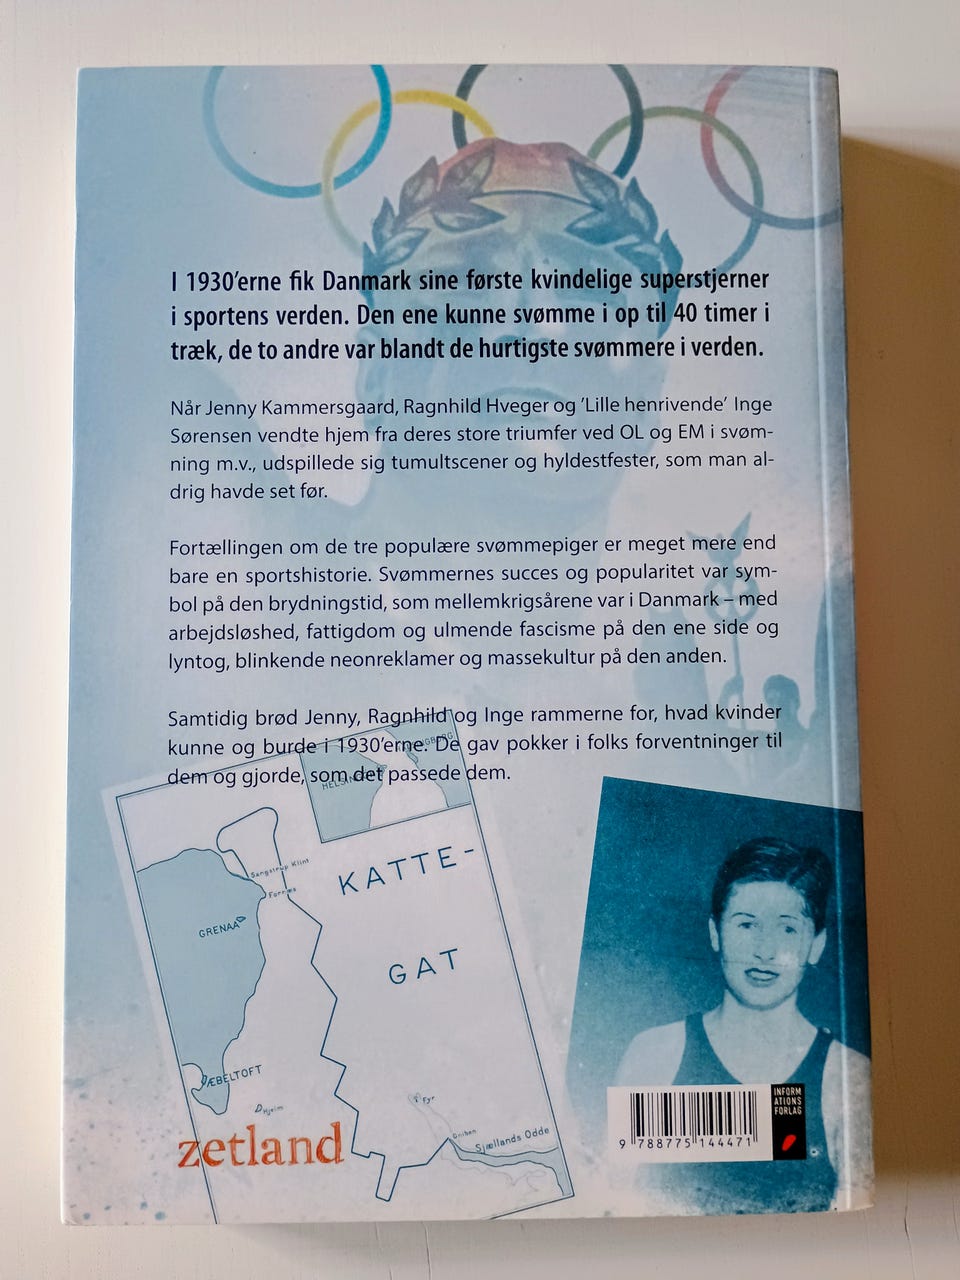 I 1930'erne fik Danmark sine første kvindelige superstjerner
i sportens verden. Den ene kunne svømme i op til 40 timer i
træk, de to andre var blandt de hurtigste svømmere i verden.
Når Jenny Kammersgaard, Ragnhild Hveger og 'Lille henrivende' Inge
Sørensen vendte hjem fra deres store triumfer ved OL og EM i svøm-
ning m.v., udspillede sig tumultscener og hyldestfester, som man al-
drig havde set før.
Fortællingen om de tre populære svømmepiger er meget mere end
bare en sportshistorie. Svømmernes succes og popularitet var sym-
bol på den brydningstid, som mellemkrigsårene var i Danmark – med
arbejdsløshed, fattigdom og ulmende fascisme på den ene side og
lyntog, blinkende neonreklamer og massekultur på den anden.
Samtidig brød Jenny, Ragnhild og Inge rammerne for, hvad kvinder
kunne og burde i 1930'erne. De gav pokker i folks forventninger til
dem og gjorde, som det passede dem.
Sangstrup Klint
Fornæs
GRENAA
KATTE-
GAT
ÆBELTOFT
Hjelm
Fyr
Gniben
Sjællands Odde
zetland
INFORM
ATIONS
FORLAG
9 788775 144471